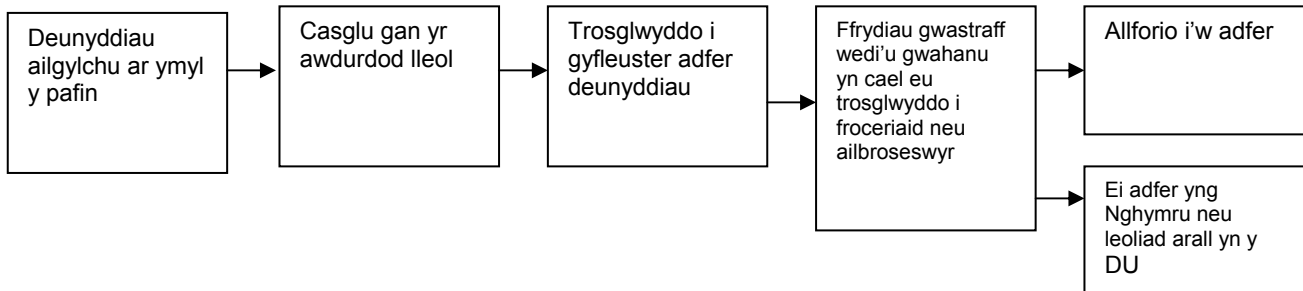 Deunyddiau
ailgylchu ar ymyl
y pafin
Casglu gan yr
awdurdod lleol
Trosglwyddo i
gyfleuster adfer
deunyddiau
Ffrydiau gwastraff
wedi’u gwahanu
yn cael eu
trosglwyddo i
froceriaid neu
ailbroseswyr
Allforio i’w adfer
Ei adfer yng
Nghymru neu
leoliad arall yn y
DU